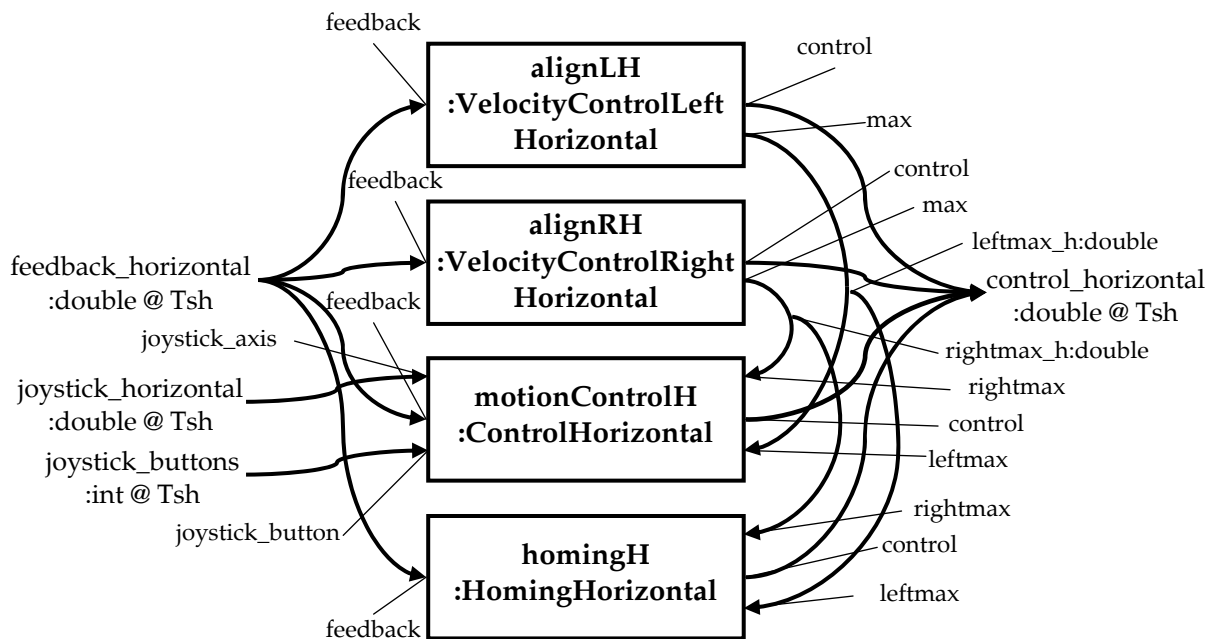 feedback
alignLH
:VelocityControlLeft
Horizontal
control
max
feedback
alignRH
:VelocityControlRight
Horizontal
control
max
leftmax_h:double
feedback_horizontal
:double @ Tsh
feedback
control_horizontal
:double @ Tsh
joystick_axis
rightmax_h:double
joystick_horizontal
:double @ Tsh
motionControlH
:ControlHorizontal
rightmax
control
joystick_buttons
:int @ Tsh
leftmax
joystick_button
rightmax
homingH
:HomingHorizontal
control
leftmax
feedback